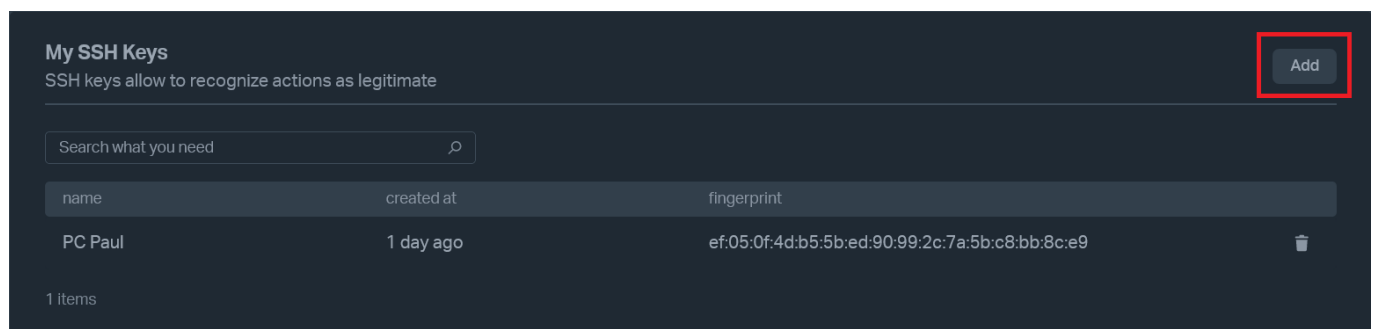 My SSH Keys
SSH keys allow to recognize actions as legitimate
Add
Search what you need
name created at fingerprint
PC Paul 1 day ago ef:05:0f:4d:b5:5b:ed:90:99:2c:7a:5b:c8:bb:8c:e9
1 items